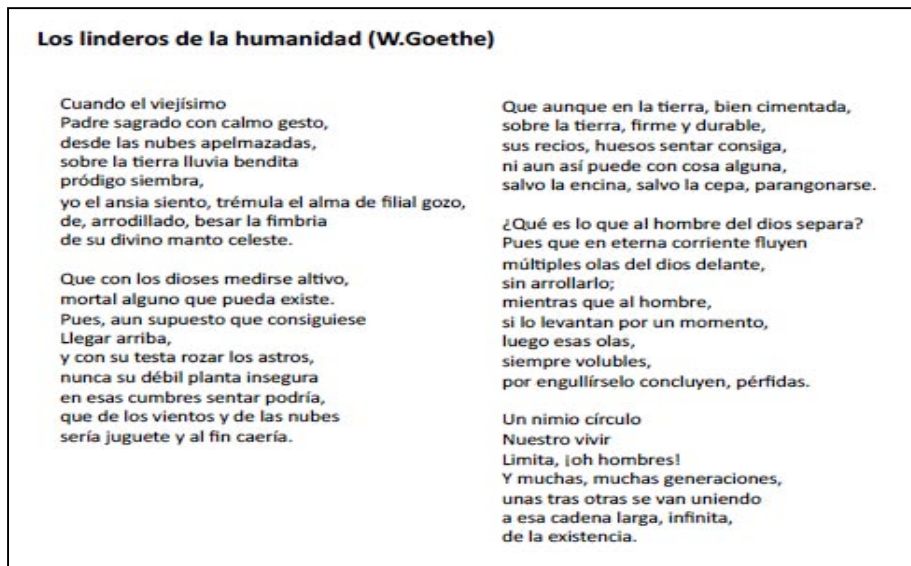 Los linderos de la humanidad (W.Goethe)
Cuando el viejísimo
Padre sagrado con calmo gesto,
desde las nubes apelmazadas,
sobre la tierra lluvia bendita
pródigo siembra,
yo el ansia siento, trémula el alma de filial gozo,
de, arrodillado, besar la fimbria
de su divino manto celeste.
Que con los dioses medirse altivo,
mortal alguno que pueda existe.
Pues, aun supuesto que consiguiese
Llegar arriba,
y con su testa rozar los astros,
nunca su débil planta insegura
en esas cumbres sentar podría,
que de los vientos y de las nubes
sería juguete y al fin caería.
Que aunque en la tierra, bien cimentada,
sobre la tierra, firme y durable,
sus recios, huesos sentar consiga,
ni aun así puede con cosa alguna,
salvo la encina, salvo la cepa, parangonarse.
¿Qué es lo que al hombre del dios separa?
Pues que en eterna corriente fluyen
múltiples olas del dios delante,
sin arrollarlo;
mientras que al hombre,
si lo levantan por un momento,
luego esas olas,
siempre volubles,
por engullírselo concluyen, pérfidas.
Un nimio círculo
Nuestro vivir
Limita, ¡oh hombres!
Y muchas, muchas generaciones,
unas tras otras se van uniendo
a esa cadena larga, infinita,
de la existencia.